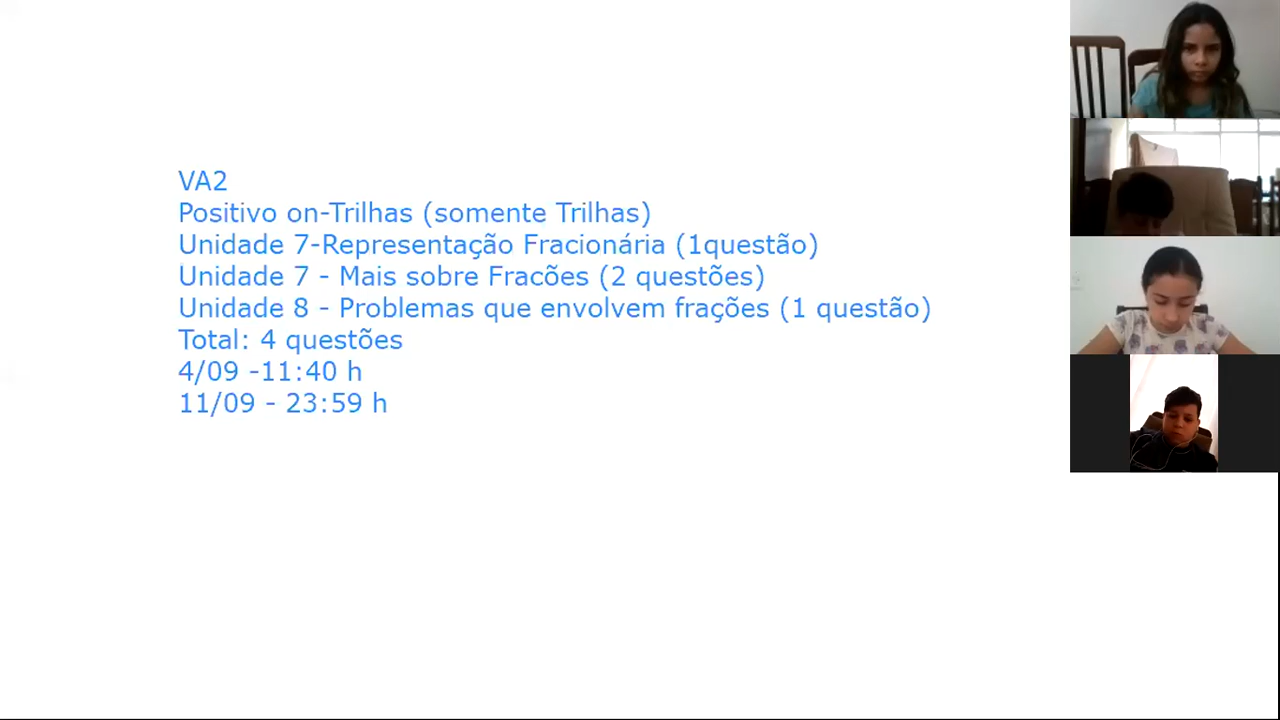 VA2
Positivo on-Trilhas (somente Trilhas)
Unidade 7-Representação Fracionária (1questão)
Unidade 7 - Mais sobre Fracões (2 questões)
Unidade 8 - Problemas que envolvem frações (1 questão)
Total: 4 questões
4/09 -11:40 h
11/09 - 23:59 h